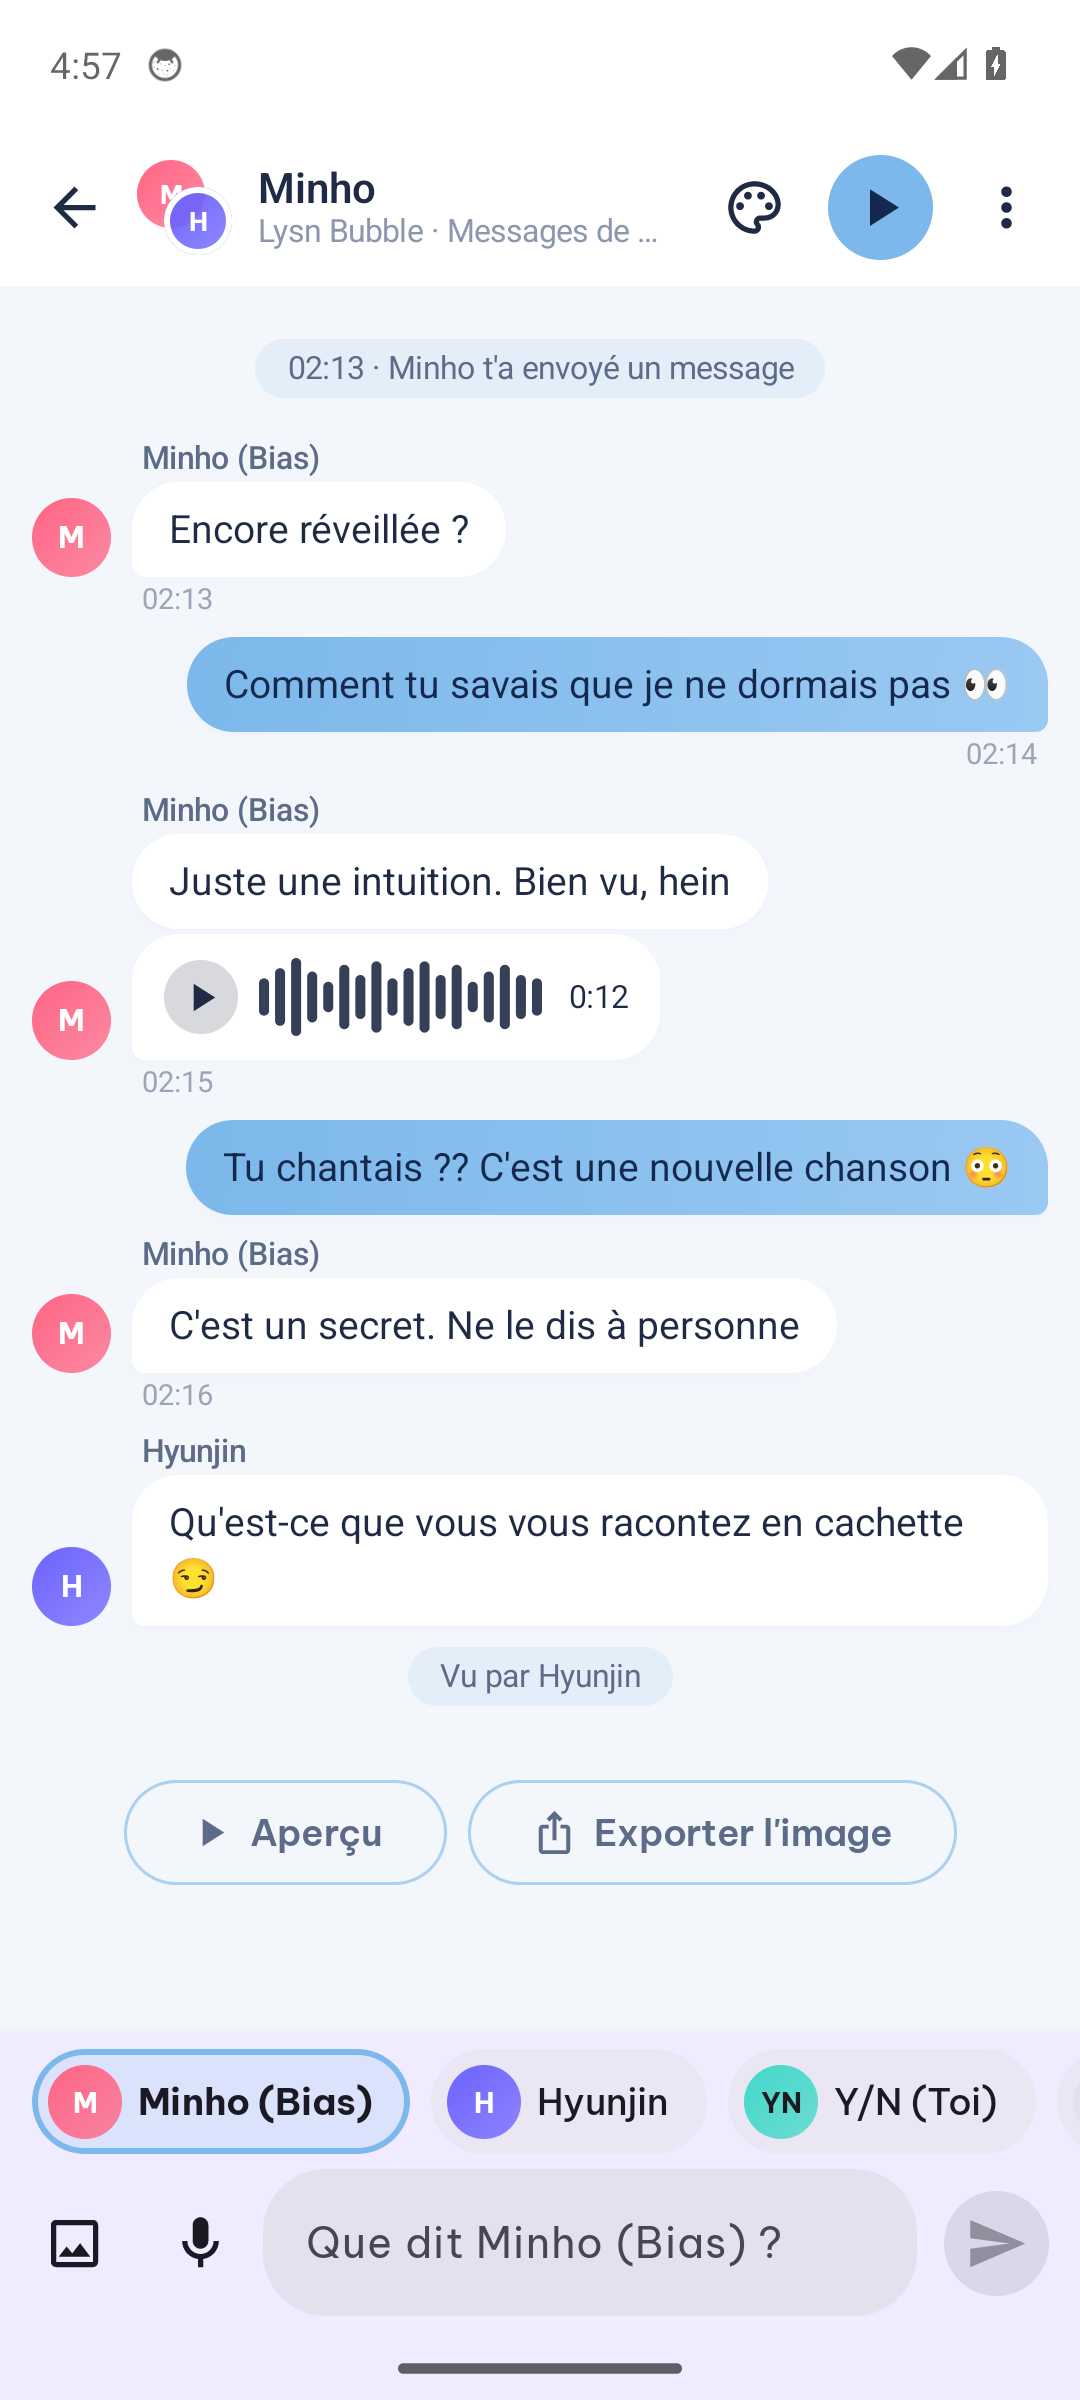 4:57
M
H
Minho
Lysn Bubble · Messages de ...
02:13 · Minho t'a envoyé un message
Minho (Bias)
M
Encore réveillée ?
02:13
Comment tu savais que je ne dormais pas 👀
02:14
Minho (Bias)
Juste une intuition. Bien vu, hein
M
0:12
02:15
Tu chantais ?? C'est une nouvelle chanson 😳
Minho (Bias)
M
C'est un secret. Ne le dis à personne
02:16
Hyunjin
Qu'est-ce que vous vous racontez en cachette
😏
H
Vu par Hyunjin
Aperçu
Exporter l'image
M
Minho (Bias)
H
Hyunjin
YN
Y/N (Toi)
Que dit Minho (Bias) ?